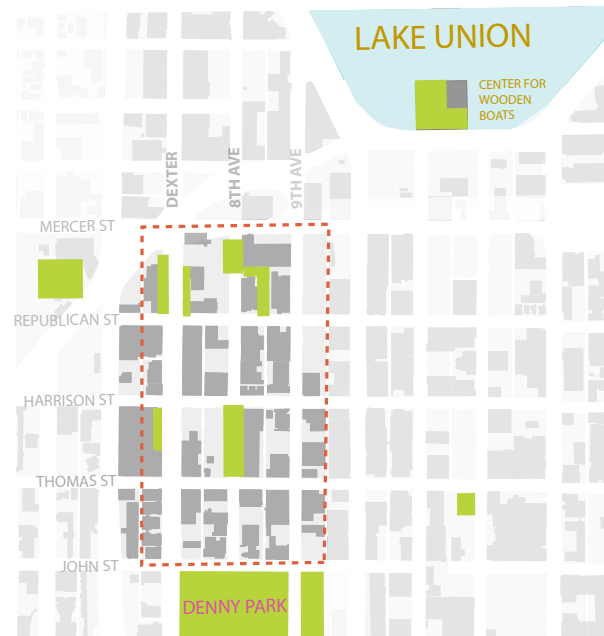 LAKE UNION
CENTER FOR
WOODEN
BOATS
DEXTER
8TH AVE
9TH AVE
MERCER ST
REPUBLICAN ST
HARRISON ST
THOMAS ST
JOHN ST
DENNY PARK